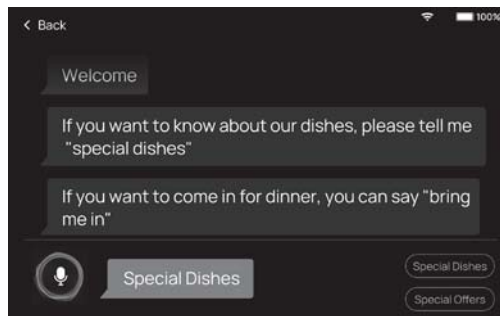 Back
100%
Welcome
If you want to know about our dishes, please tell me
"special dishes"
If you want to come in for dinner, you can say "bring
me in"
Special Dishes
Special Dishes
Special Offers